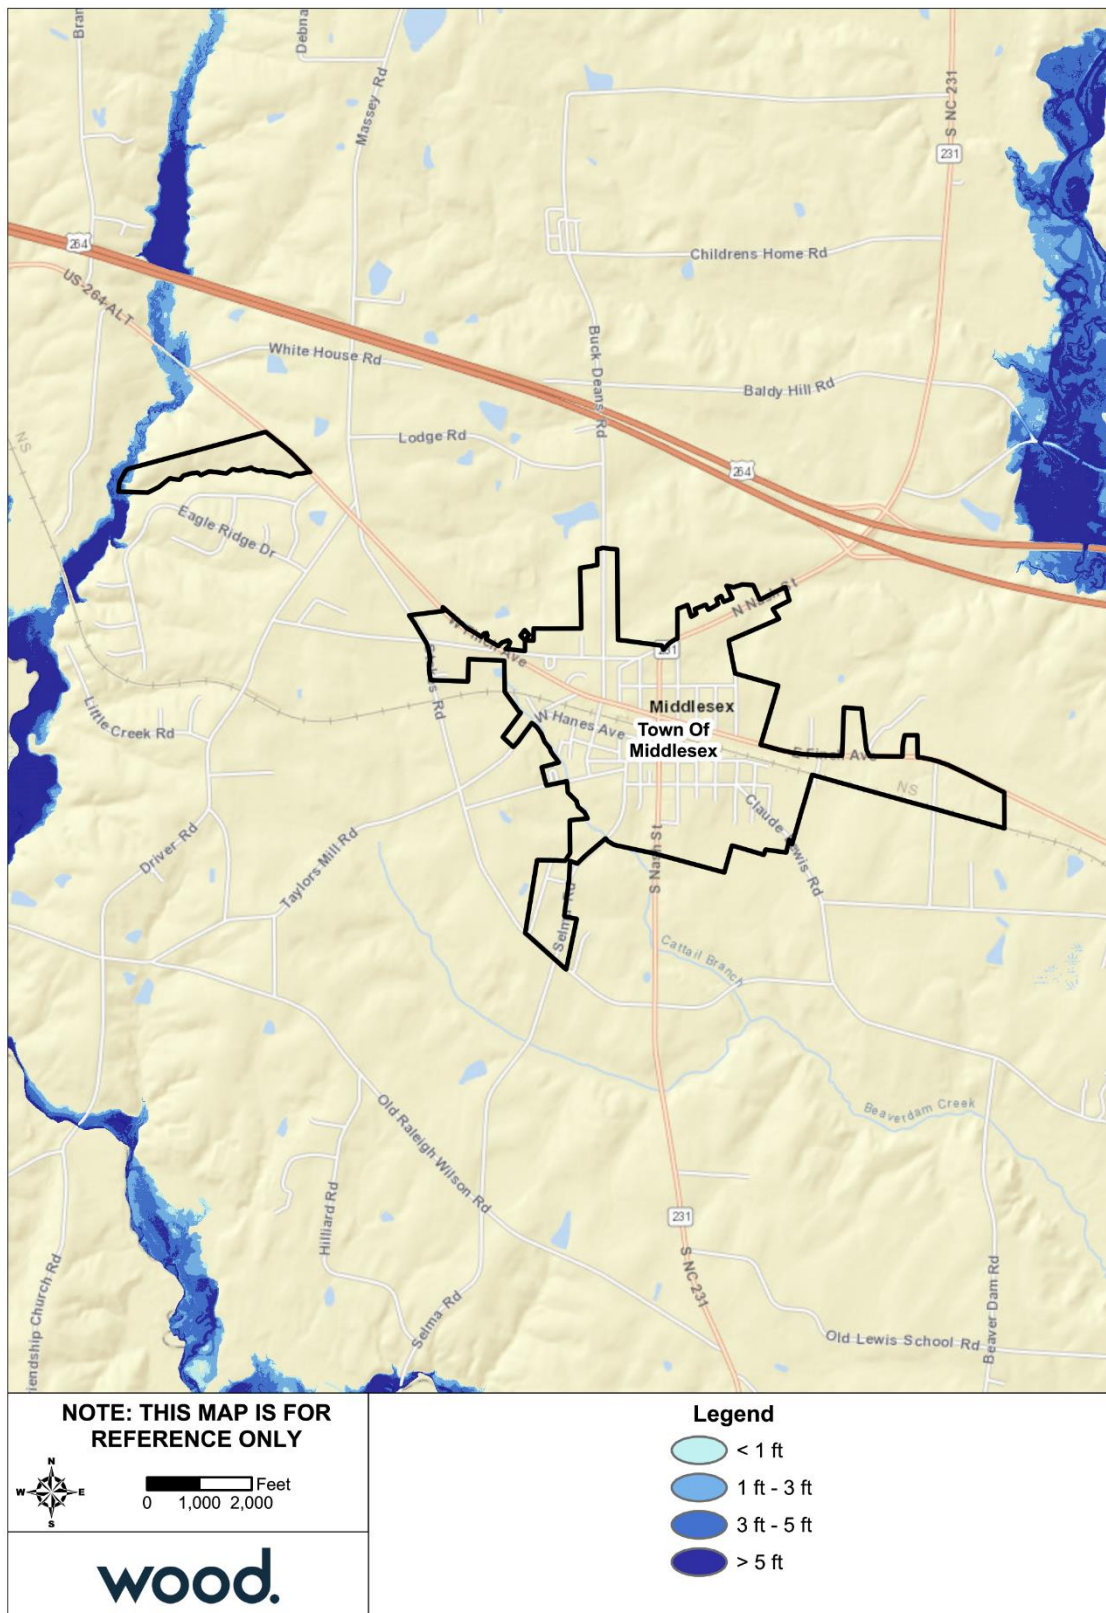 Bran
Debna
Massey Rd
S NC 231
231
264
US-264 ALT
Childrens Home Rd
Buck Deans Rd
White House Rd
Baldy Hill Rd
NS
Lodge Rd
264
Eagle Ridge Dr
N Nash St
W Finch Ave
231
Middlesex
W Hanes Ave
Town Of
Middlesex
Little Creek Rd
E Finch Ave
NS
Claude Lewis Rd
Driver Rd
Taylors Mill Rd
S Nash St
Selma Rd
Cattail Branch
Old Raleigh Wilson Rd
Beaverdam Creek
Hilliard Rd
231
S NC 231
Selma Rd
Beaver Dam Rd
Old Lewis School Rd
riendship Church Rd
NOTE: THIS MAP IS FOR
REFERENCE ONLY
N
W E
S
Feet
0 1,000 2,000
wood.
Legend
< 1 ft
1 ft - 3 ft
3 ft - 5 ft
> 5 ft